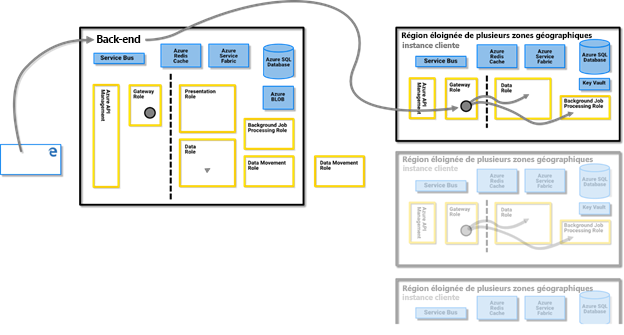 Back-end
Service Bus
Azure
Redis
Cache
Azure
Service
Fabric
Azure SQL
Database
Azure
BLOB
Azure API
Management
Gateway
Role
Presentation Role
Data
Role
Background Job
Processing Role
Data Movement
Role
Data Movement
Role
e
Région éloignée de plusieurs zones géographiques
instance cliente
Service Bus
Azure
Redis
Cache
Azure
Service
Fabric
Azure SQL
Database
Key Vault
Azure API
Management
Gateway
Role
Data
Role
Background Job
Processing Role
Région éloignée de plusieurs zones géographiques
instance cliente
Service Bus
Azure
Redis
Cache
Azure
Service
Fabric
Azure SQL
Database
Key Vault
Azure API
Management
Gateway
Role
Data
Role
Background Job
Processing Role
Région éloignée de plusieurs zones géographiques
instance cliente
Service Bus
Azure
Redis
Cache
Azure
Service
Fabric
Azure SQL
Database